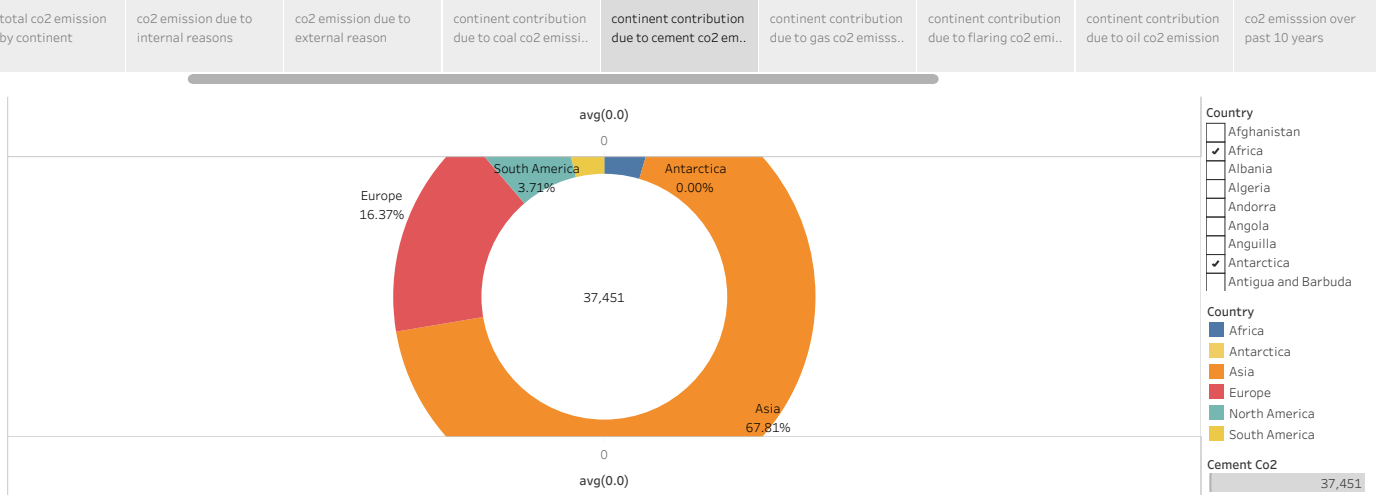 total co2 emission
by continent
co2 emission due to
internal reasons
co2 emission due to
external reason
continent contribution
due to coal co2 emissi..
continent contribution
due to cement co2 em..
continent contribution
due to gas co2 emisss..
continent contribution
due to flaring co2 emi..
continent contribution
due to oil co2 emission
co2 emisssion over
past 10 years
avg(0.0)
0
South America
3.71%
Antarctica
0.00%
Europe
16.37%
37,451
Asia
67.81%
0
avg(0.0)
Country
Afghanistan
Africa
Albania
Algeria
Andorra
Angola
Anguilla
Antarctica
Antigua and Barbuda
Country
Africa
Antarctica
Asia
Europe
North America
South America
Cement Co2
37,451